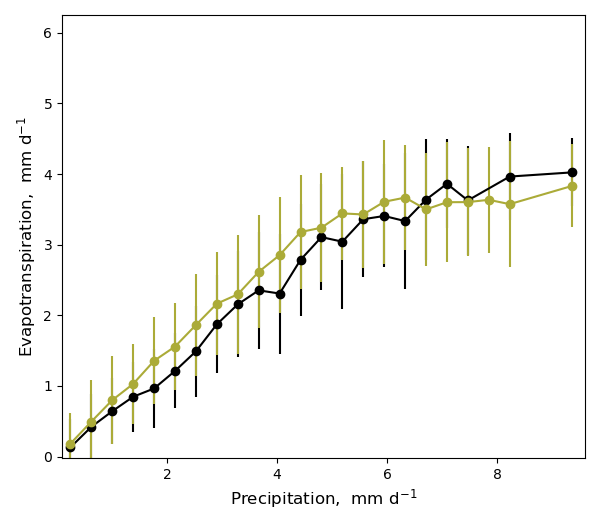 6
5
4
3
2
1
0
Evapotranspiration, mm d⁻¹
2 4 6 8
Precipitation, mm d⁻¹